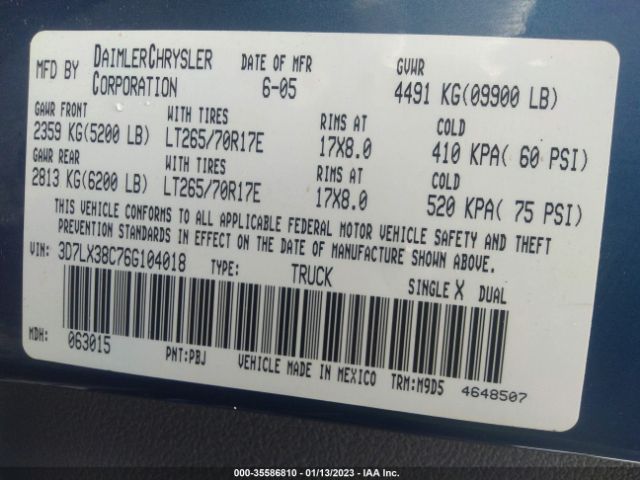 MFD BY DAIMLERCHRYSLER CORPORATION DATE OF MFR 6-05 GVWR 4491 KG(09900 LB)
GAWR FRONT WITH TIRES RIMS AT COLD
2359 KG(5200 LB) LT265/70R17E 17X8.0 410 KPA( 60 PSI)
GAWR REAR WITH TIRES RIMS AT COLD
2813 KG(6200 LB) LT265/70R17E 17X8.0 520 KPA( 75 PSI)
THIS VEHICLE CONFORMS TO ALL APPLICABLE FEDERAL MOTOR VEHICLE SAFETY AND THEFT
PREVENTION STANDARDS IN EFFECT ON THE DATE OF MANUFACTURE SHOWN ABOVE.
VIN: 3D7LX38C76G104018 TYPE: TRUCK SINGLE X DUAL
MDH: 063015 PNT:PBJ VEHICLE MADE IN MEXICO TRM:M9D5 4648507
000-35586810 - 01/13/2023 - IAA Inc.